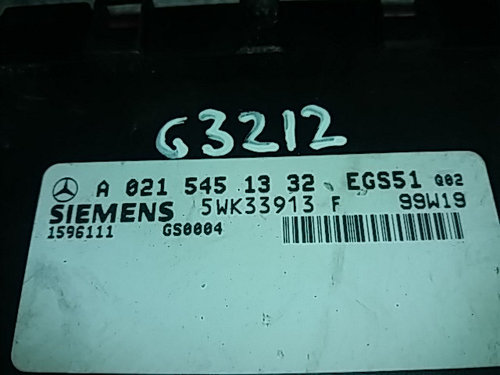 G3212
A 021 545 13 32 EGS51 Q02
SIEMENS 5WK33913 F 99W19
1596111 GS0004